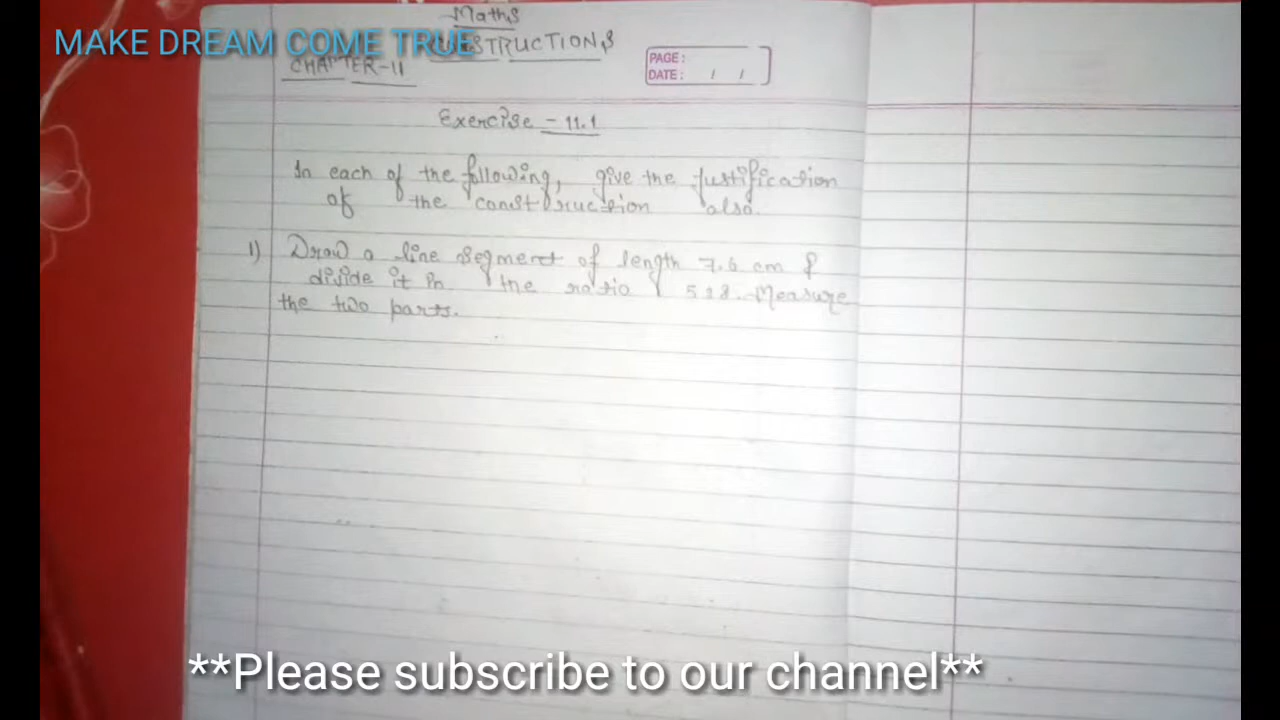 Maths
MAKE DREAM COME TRUE
CHAPTER-11
PAGE:
DATE: / /
Exercise - 11.1
In each of the following, give the justification
of the construction also.
1) Draw a line segment of length 7.6 cm &
divide it in the ratio 5:8. Measure
the two parts.
**Please subscribe to our channel**